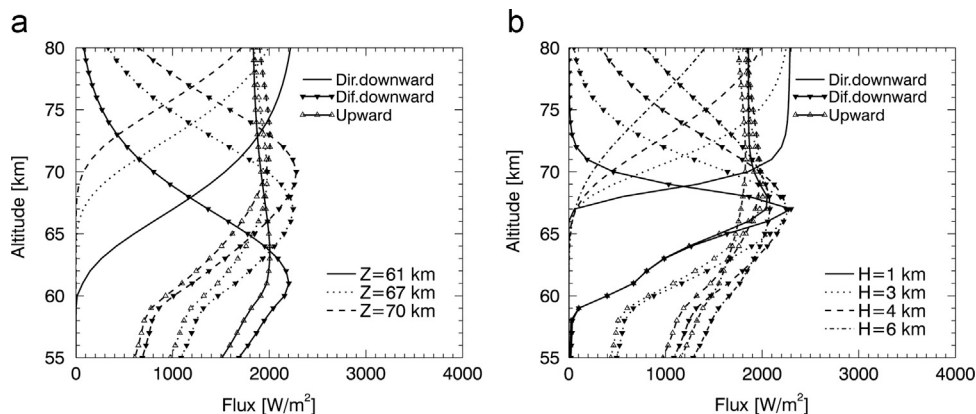 a
80
75
70
65
60
55
Altitude [km]
Dir.downward
Dif.downward
Upward
Z=61 km
Z=67 km
Z=70 km
0
1000
2000
3000
4000
Flux [W/m²]
b
80
75
70
65
60
55
Altitude [km]
Dir.downward
Dif.downward
Upward
H=1 km
H=3 km
H=4 km
H=6 km
0
1000
2000
3000
4000
Flux [W/m²]